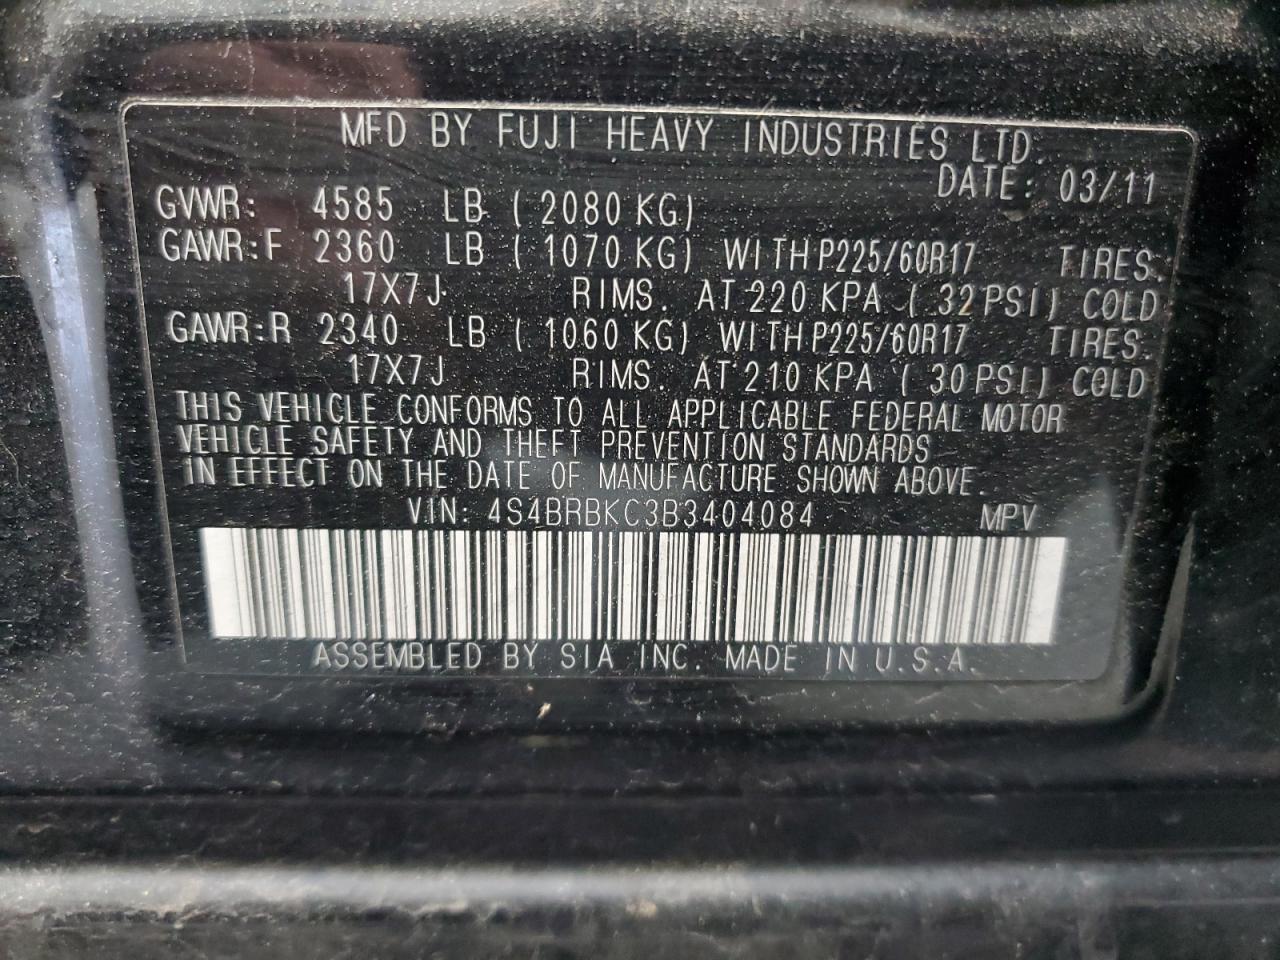 MFD BY FUJI HEAVY INDUSTRIES LTD.
DATE: 03/11
GVWR: 4585 LB ( 2080 KG)
GAWR:F 2360 LB ( 1070 KG) WITH P225/60R17 TIRES.
17X7J RIMS. AT 220 KPA ( 32 PSI) COLD
GAWR:R 2340 LB ( 1060 KG) WITH P225/60R17 TIRES.
17X7J RIMS. AT 210 KPA ( 30 PSI) COLD
THIS VEHICLE CONFORMS TO ALL APPLICABLE FEDERAL MOTOR
VEHICLE SAFETY AND THEFT PREVENTION STANDARDS
IN EFFECT ON THE DATE OF MANUFACTURE SHOWN ABOVE.
VIN: 4S4BRBKC3B3404084 MPV
ASSEMBLED BY SIA INC. MADE IN U.S.A.